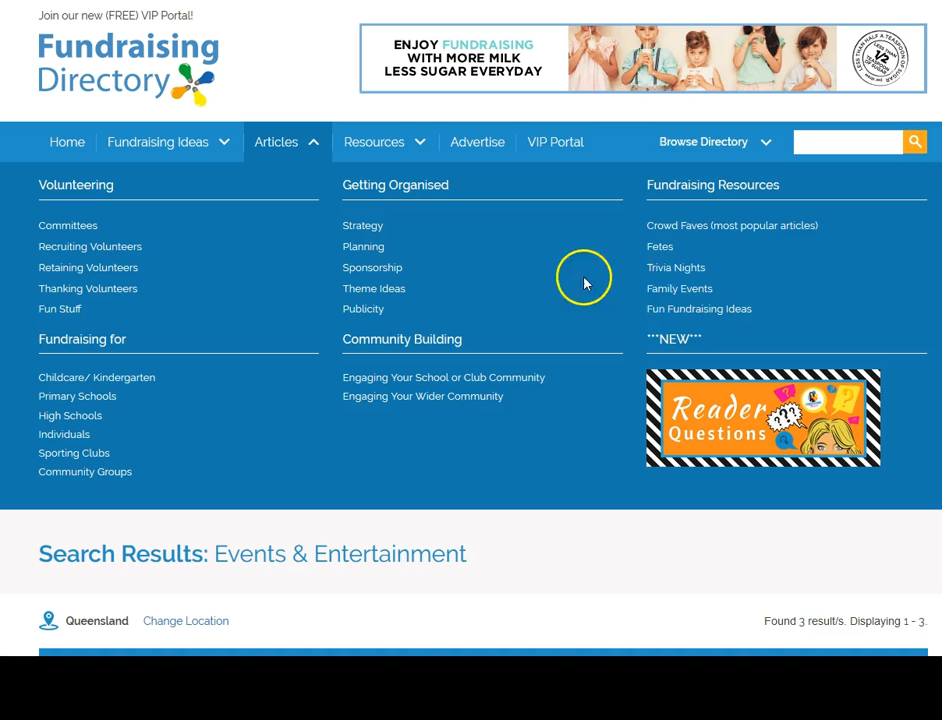 Join our new (FREE) VIP Portal!
Fundraising
Directory
ENJOY FUNDRAISING
WITH MORE MILK
LESS SUGAR EVERYDAY
LESS THAN
1/2
Home
Fundraising Ideas
Articles
Resources
Advertise
VIP Portal
Browse Directory
Volunteering
Committees
Recruiting Volunteers
Retaining Volunteers
Thanking Volunteers
Fun Stuff
Getting Organised
Strategy
Planning
Sponsorship
Theme Ideas
Publicity
Fundraising Resources
Crowd Faves (most popular articles)
Fetes
Trivia Nights
Family Events
Fun Fundraising Ideas
Fundraising for
Childcare/ Kindergarten
Primary Schools
High Schools
Individuals
Sporting Clubs
Community Groups
Community Building
Engaging Your School or Club Community
Engaging Your Wider Community
***NEW***
Reader
Questions
???
?
?
?
Search Results: Events & Entertainment
Queensland
Change Location
Found 3 result/s. Displaying 1 - 3.